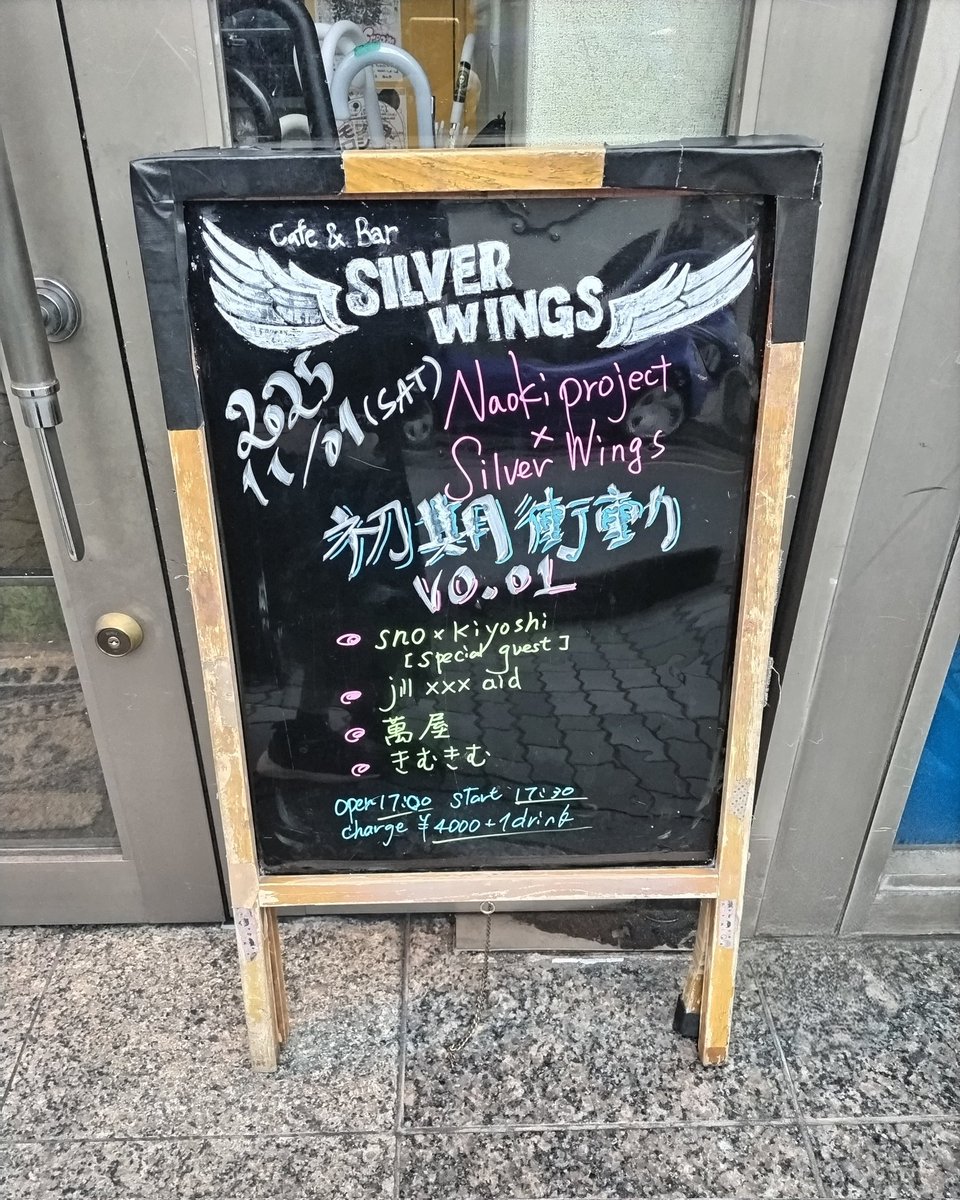 Cafe & Bar
SILVER
WINGS
2025
11/01(SAT)
Naoki project
×
Silver Wings
初期衝動
VO.01
sno×kiyoshi
[special guest]
jill xxx aid
萬屋
きむきむ
open17:00 start 17:30
charge ¥4000+1drink